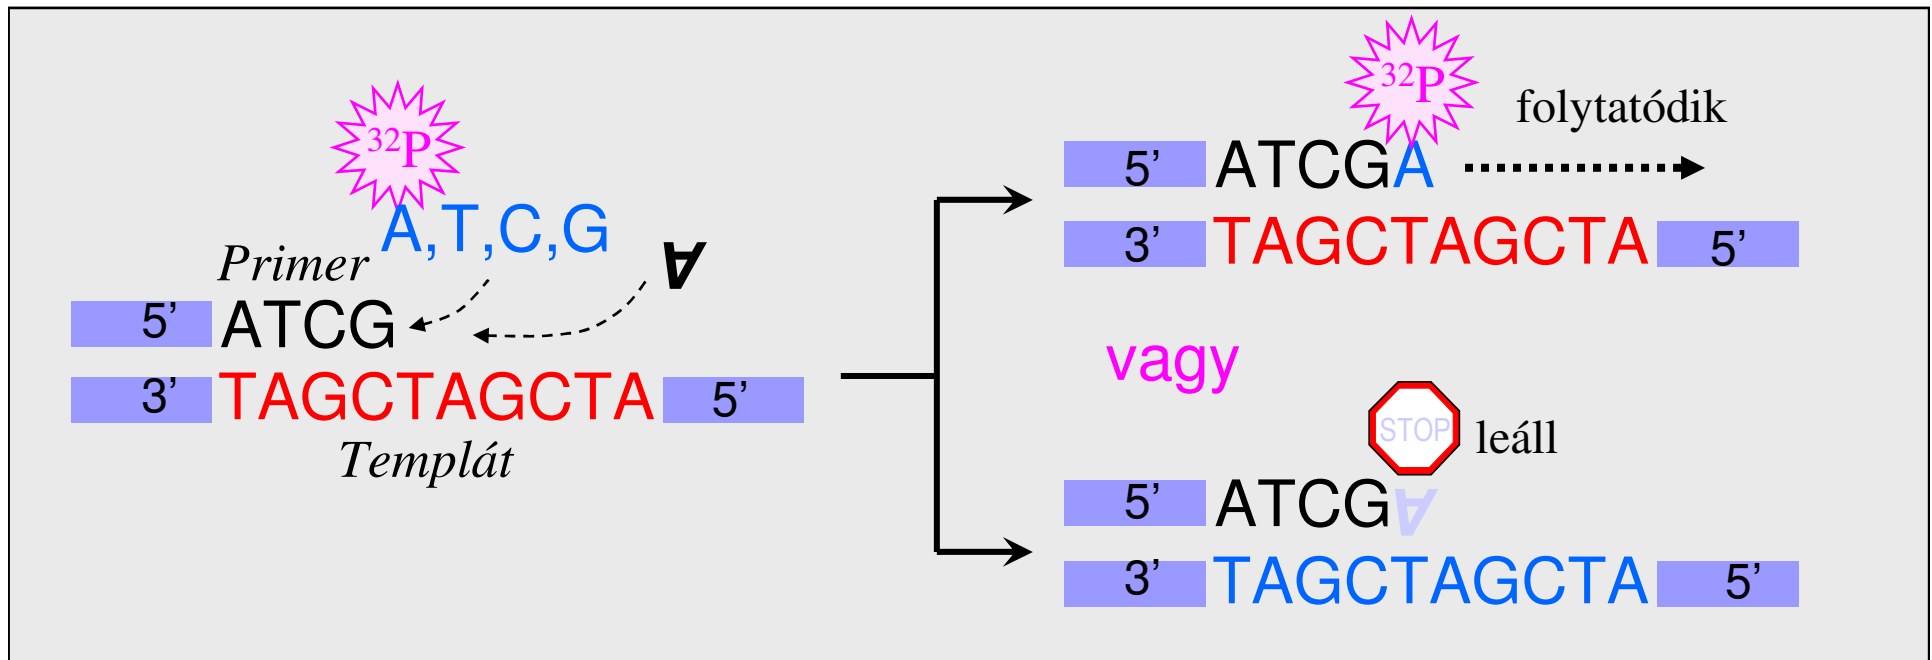 ³²P
A,T,C,G
∀
Primer
5’ ATCG
3’ TAGCTAGCTA 5’
Templát
³²P
folytatódik
5’ ATCGA
3’ TAGCTAGCTA 5’
vagy
STOP
leáll
5’ ATCG∀
3’ TAGCTAGCTA 5’